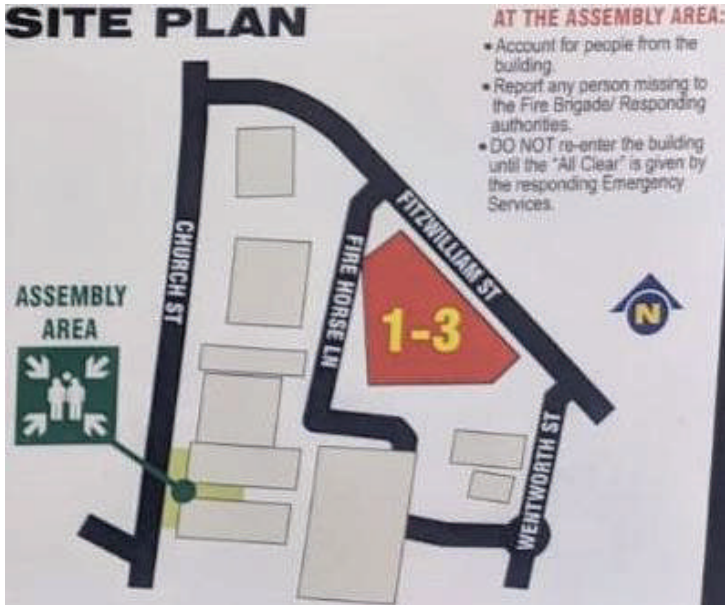 SITE PLAN
AT THE ASSEMBLY AREA:
• Account for people from the
building.
• Report any person missing to
the Fire Brigade/ Responding
authorities.
• DO NOT re-enter the building
until the "All Clear" is given by
the responding Emergency
Services.
FITZWILLIAM ST
CHURCH ST
FIRE HORSE LN
1-3
N
ASSEMBLY
AREA
WENTWORTH ST